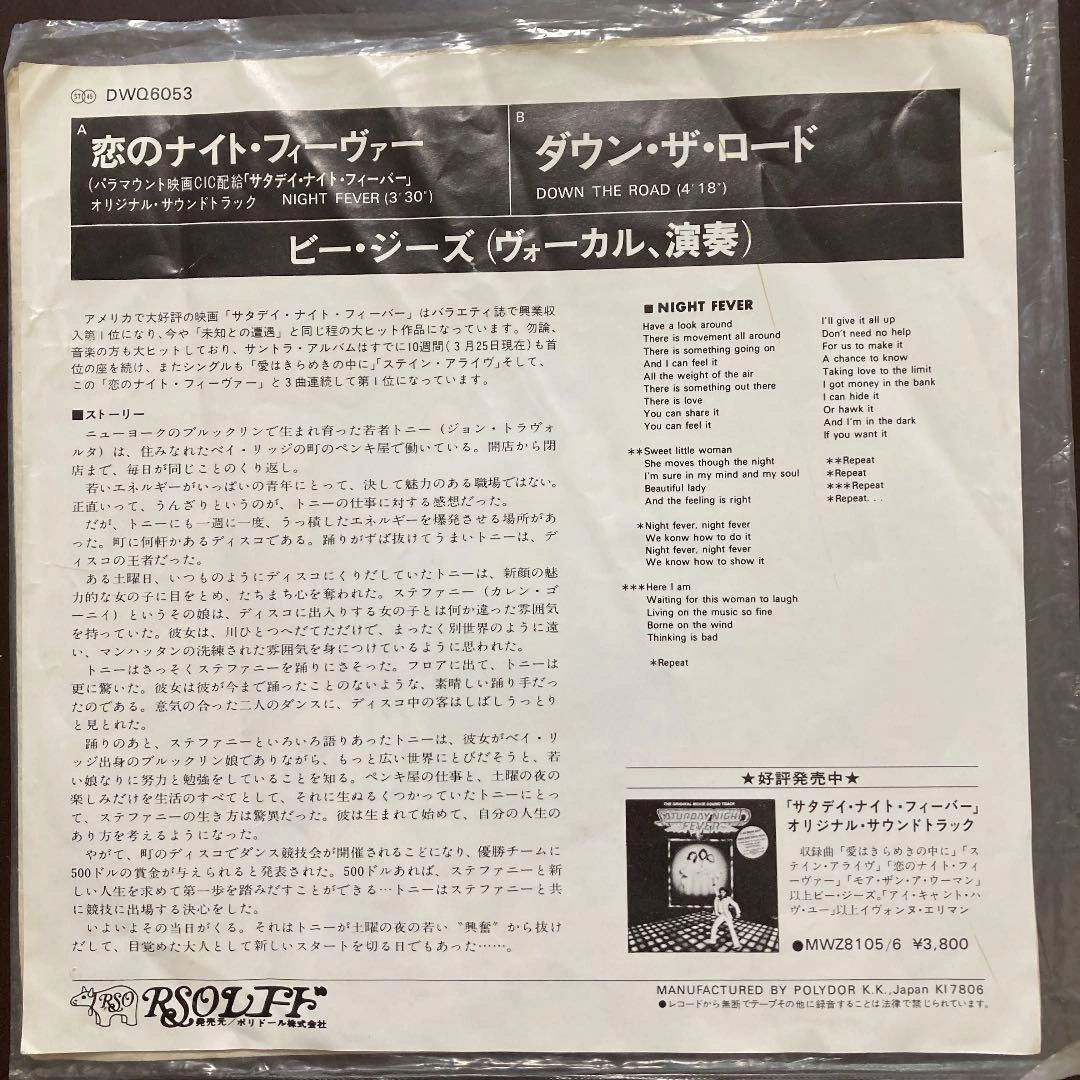 ST 45 DWQ6053
A
恋のナイト・フィーヴァー
(パラマウント映画CIC配給「サタデイ・ナイト・フィーバー」
オリジナル・サウンドトラック NIGHT FEVER (3′30″)
B
ダウン・ザ・ロード
DOWN THE ROAD (4′18″)
ビー・ジーズ (ヴォーカル、演奏)
アメリカで大好評の映画「サタデイ・ナイト・フィーバー」はバラエティ誌で興業収
入第1位になり、今や「未知との遭遇」と同じ程の大ヒット作品になっています。勿論、
音楽の方も大ヒットしており、サントラ・アルバムはすでに10週間(3月25日現在)も首
位の座を続け、またシングルも「愛はきらめきの中に」「ステイン・アライヴ」そして、
この「恋のナイト・フィーヴァー」と3曲連続して第1位になっています。
■ストーリー
ニューヨークのブルックリンで生まれ育った若者トニー(ジョン・トラヴォ
ルタ)は、住みなれたベイ・リッジの町のペンキ屋で働いている。開店から閉
店まで、毎日が同じことのくり返し。
若いエネルギーがいっぱいの青年にとって、決して魅力のある職場ではない。
正直いって、うんざりというのが、トニーの仕事に対する感想だった。
だが、トニーにも一週に一度、うっ積したエネルギーを爆発させる場所があ
った。町に何軒かあるディスコである。踊りがずば抜けてうまいトニーは、デ
ィスコの王者だった。
ある土曜日、いつものようにディスコにくりだしていたトニーは、新顔の魅
力的な女の子に目をとめ、たちまち心を奪われた。ステファニー(カレン・ゴ
ーニイ)というその娘は、ディスコに出入りする女の子とは何か違った雰囲気
を持っていた。彼女は、川ひとつへだてただけで、まったく別世界のように遠
い、マンハッタンの洗練された雰囲気を身につけているように思われた。
トニーはさっそくステファニーを踊りにさそった。フロアに出て、トニーは
更に驚いた。彼女は彼が今まで踊ったことのないような、素晴しい踊り手だっ
たのである。意気の合った二人のダンスに、ディスコ中の客はしばしうっとり
と見とれた。
踊りのあと、ステファニーといろいろ語りあったトニーは、彼女がベイ・リ
ッジ出身のブルックリン娘でありながら、もっと広い世界にとびだそうと、若
い娘なりに努力と勉強をしていることを知る。ペンキ屋の仕事と、土曜の夜の
楽しみだけを生活のすべてとして、それに生ぬるくつかっていたトニーにとっ
て、ステファニーの生き方は驚異だった。彼は生まれて始めて、自分の人生の
あり方を考えるようになった。
やがて、町のディスコでダンス競技会が開催されることになり、優勝チームに
500ドルの賞金が与えられると発表された。500ドルあれば、ステファニーと新
しい人生を求めて第一歩を踏みだすことができる…トニーはステファニーと共
に競技に出場する決心をした。
いよいよその当日がくる。それはトニーが土曜の夜の若い〝興奮〟から抜け
だして、目覚めた大人として新しいスタートを切る日でもあった……。
■ NIGHT FEVER
Have a look around
There is movement all around
There is something going on
And I can feel it
All the weight of the air
There is something out there
There is love
You can share it
You can feel it
**Sweet little woman
She moves though the night
I'm sure in my mind and my soul
Beautiful lady
And the feeling is right
*Night fever, night fever
We konw how to do it
Night fever, night fever
We know how to show it
***Here I am
Waiting for this woman to laugh
Living on the music so fine
Borne on the wind
Thinking is bad
*Repeat
I'll give it all up
Don't need no help
For us to make it
A chance to know
Taking love to the limit
I got money in the bank
I can hide it
Or hawk it
And I'm in the dark
If you want it
**Repeat
*Repeat
***Repeat
*Repeat. . .
★好評発売中★
THE ORIGINAL MOVIE SOUND TRACK
SATURDAY NIGHT
FEVER
「サタデイ・ナイト・フィーバー」
オリジナル・サウンドトラック
収録曲「愛はきらめきの中に」「ス
テイン・アライヴ」「恋のナイト・フィ
ーヴァー」「モア・ザン・ア・ウーマン」
以上ビー・ジーズ。「アイ・キャント・ハ
ヴ・ユー」以上イヴォンヌ・エリマン
●MWZ8105/6 ¥3,800
RSO RSOレコード
発売元/ポリドール株式会社
MANUFACTURED BY POLYDOR K.K., Japan KI7806
●レコードから無断でテープその他に録音することは法律で禁じられています。